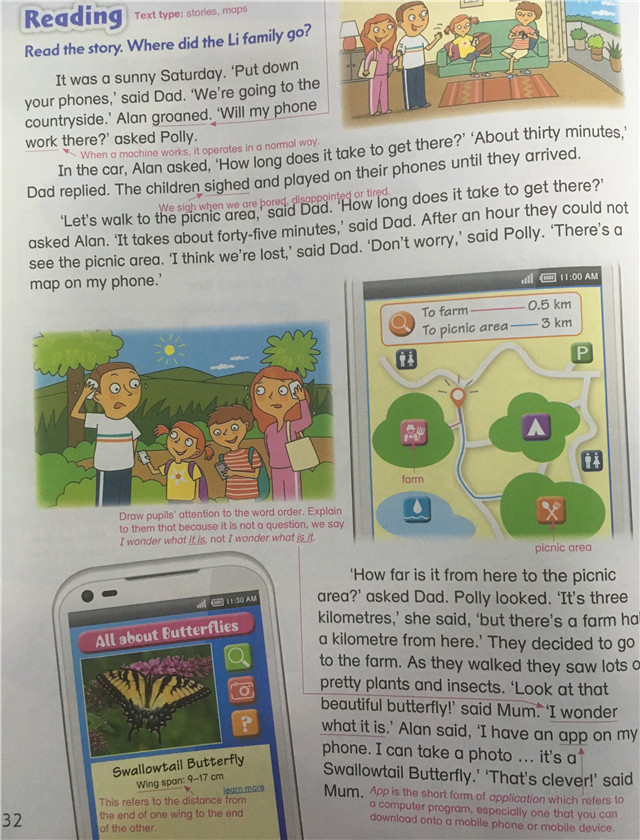 Reading Text type: stories, maps
Read the story. Where did the Li family go?
It was a sunny Saturday. ‘Put down
your phones,’ said Dad. ‘We're going to the
countryside.’ Alan groaned. ‘Will my phone
work there?’ asked Polly.
When a machine works, it operates in a normal way.
In the car, Alan asked, ‘How long does it take to get there?’ ‘About thirty minutes,’
Dad replied. The children sighed and played on their phones until they arrived.
We sigh when we are bored, disappointed or tired.
‘Let's walk to the picnic area,’ said Dad. ‘How long does it take to get there?’
asked Alan. ‘It takes about forty-five minutes,’ said Dad. After an hour they could not
see the picnic area. ‘I think we're lost,’ said Dad. ‘Don't worry,’ said Polly. ‘There's a
map on my phone.’
11:00 AM
To farm 0.5 km
To picnic area 3 km
P
farm
picnic area
Draw pupils' attention to the word order. Explain
to them that because it is not a question, we say
I wonder what it is, not I wonder what is it.
‘How far is it from here to the picnic
area?’ asked Dad. Polly looked. ‘It's three
kilometres,’ she said, ‘but there's a farm ha
a kilometre from here.’ They decided to go
to the farm. As they walked they saw lots o
pretty plants and insects. ‘Look at that
beautiful butterfly!’ said Mum. ‘I wonder
what it is.’ Alan said, ‘I have an app on my
phone. I can take a photo ... it's a
Swallowtail Butterfly.’ ‘That's clever!’ said
Mum.
App is the short form of application which refers to
a computer program, especially one that you can
download onto a mobile phone or mobile device.
11:30 AM
All about Butterflies
?
Swallowtail Butterfly
Wing span: 9–17 cm
learn more
This refers to the distance from
the end of one wing to the end
of the other.
32